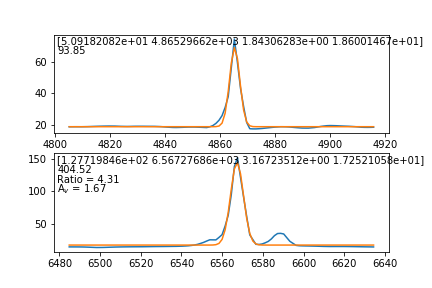 [5.09182082e+01 4.86529662e+03 1.84306283e+00 1.86001467e+01]
93.85
60
40
20
4800 4820 4840 4860 4880 4900 4920
[1.27719846e+02 6.56727686e+03 3.16723512e+00 1.72521058e+01]
404.52
Ratio = 4.31
Aᵥ = 1.67
150
100
50
6480 6500 6520 6540 6560 6580 6600 6620 6640